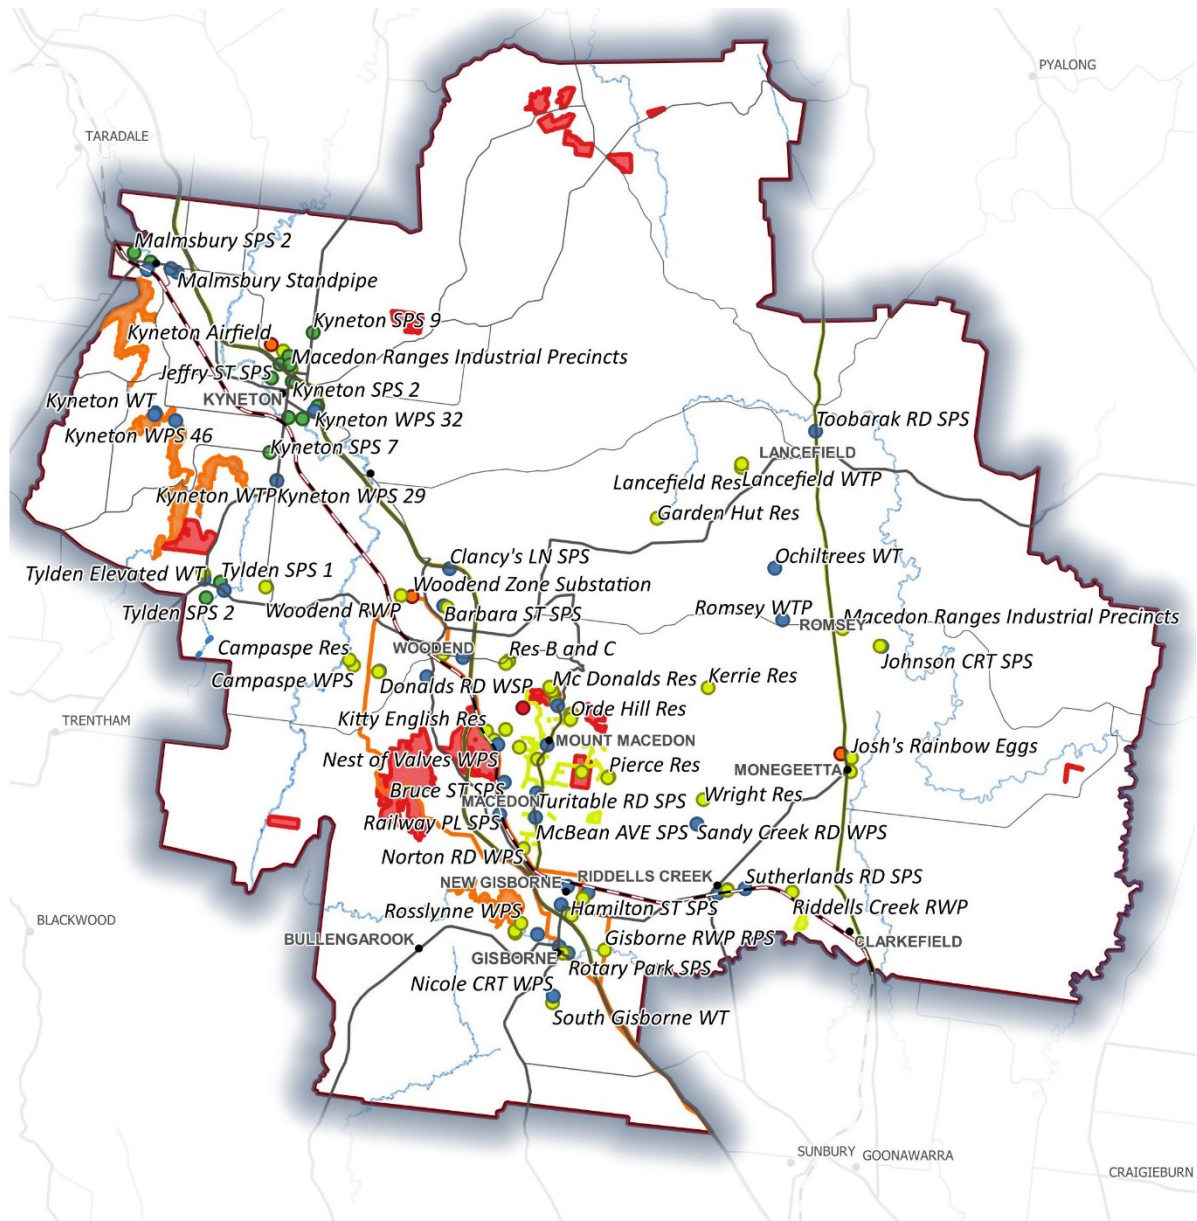 PYALONG
TARADALE
Malmsbury SPS 2
Malmsbury Standpipe
Kyneton SPS 9
Kyneton Airfield
Macedon Ranges Industrial Precincts
Jeffry ST SPS
Kyneton SPS 2
KYNETON
Kyneton WT
Kyneton WPS 32
Toobarak RD SPS
Kyneton WPS 46
Kyneton SPS 7
LANCEFIELD
Lancefield Res
Lancefield WTP
Kyneton WTP
Kyneton WPS 29
Garden Hut Res
Clancy's LN SPS
Ochiltrees WT
Tylden Elevated WT
Tylden SPS 1
Woodend Zone Substation
Tylden SPS 2
Woodend RWP
Barbara ST SPS
Romsey WTP
ROMSEY
Macedon Ranges Industrial Precincts
Campaspe Res
WOODEND
Res B and C
Johnson CRT SPS
Campaspe WPS
Donalds RD WSP
Mc Donalds Res
Kerrie Res
Orde Hill Res
TRENTHAM
Kitty English Res
MOUNT MACEDON
Josh's Rainbow Eggs
Nest of Valves WPS
Pierce Res
MONEGEETTA
Bruce ST SPS
MACEDON
Turitable RD SPS
Wright Res
Railway PL SPS
McBean AVE SPS
Sandy Creek RD WPS
Norton RD WPS
RIDDELLS CREEK
Sutherlands RD SPS
NEW GISBORNE
Rosslynne WPS
Hamilton ST SPS
Riddells Creek RWP
BLACKWOOD
BULLENGAROOK
Gisborne RWP RPS
CLARKEFIELD
GISBORNE
Rotary Park SPS
Nicole CRT WPS
South Gisborne WT
SUNBURY
GOONAWARRA
CRAIGIEBURN